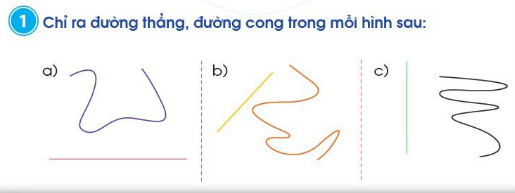 1 Chỉ ra đường thẳng, đường cong trong mỗi hình sau:
a) b) c)